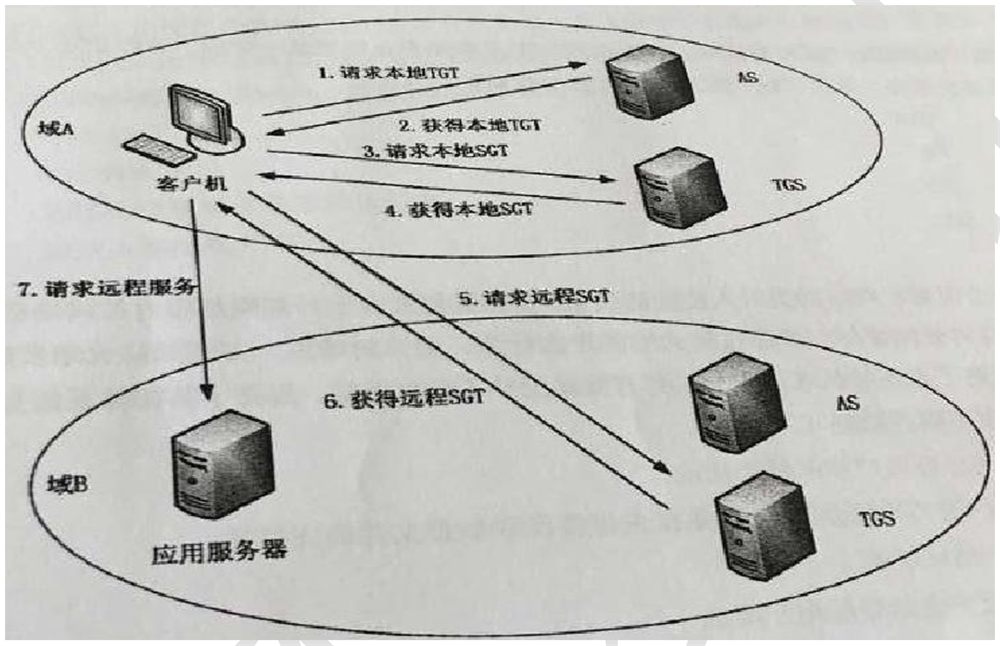 1. 请求本地TGT
AS
2. 获得本地TGT
域A
3. 请求本地SGT
客户机
TGS
4. 获得本地SGT
7. 请求远程服务
5. 请求远程SGT
6. 获得远程SGT
AS
域B
TGS
应用服务器